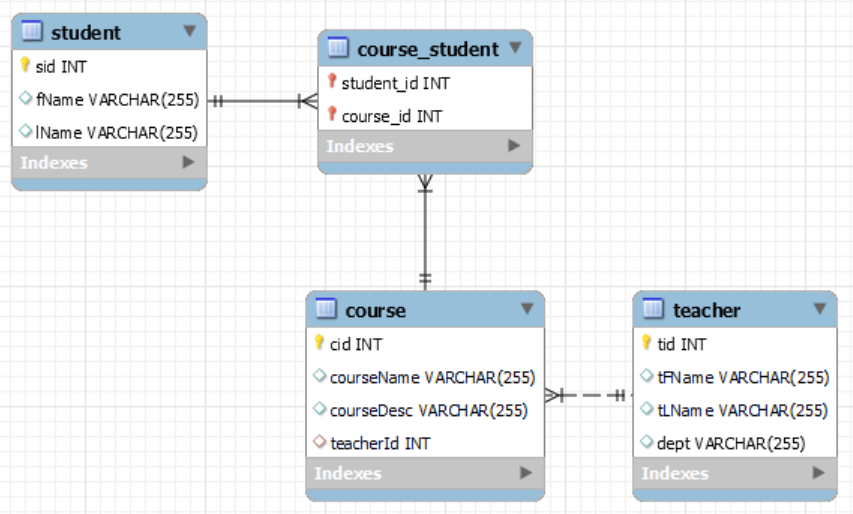 student
sid INT
fName VARCHAR(255)
lName VARCHAR(255)
Indexes
course_student
student_id INT
course_id INT
Indexes
course
cid INT
courseName VARCHAR(255)
courseDesc VARCHAR(255)
teacherId INT
Indexes
teacher
tid INT
tFName VARCHAR(255)
tLName VARCHAR(255)
dept VARCHAR(255)
Indexes